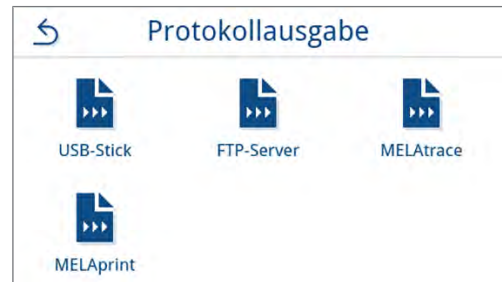 Protokollausgabe
USB-Stick
FTP-Server
MELAtrace
MELAprint